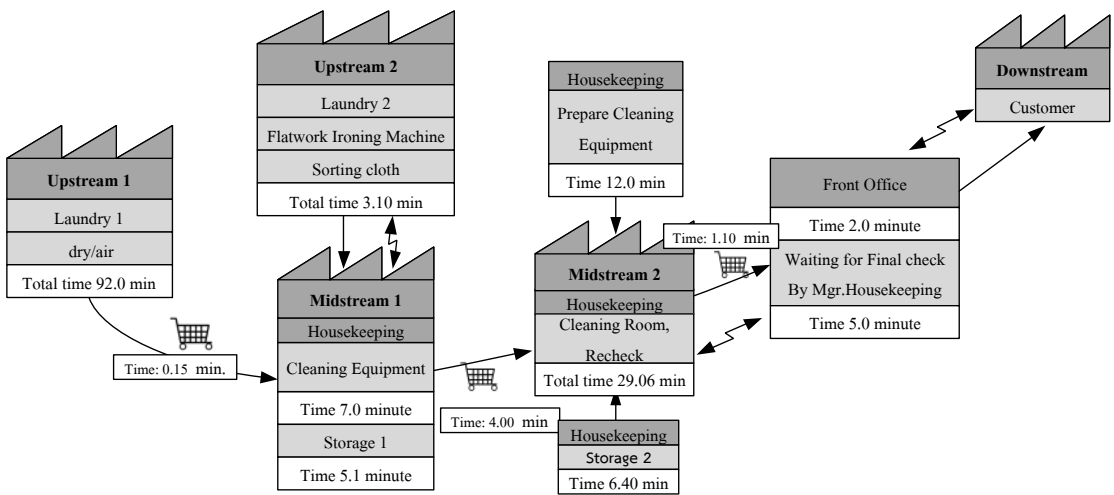 Upstream 1
Laundry 1
dry/air
Total time 92.0 min
Time: 0.15 min.
Upstream 2
Laundry 2
Flatwork Ironing Machine
Sorting cloth
Total time 3.10 min
Midstream 1
Housekeeping
Cleaning Equipment
Time 7.0 minute
Storage 1
Time 5.1 minute
Time: 4.00 min
Housekeeping
Prepare Cleaning
Equipment
Time 12.0 min
Midstream 2
Housekeeping
Cleaning Room,
Recheck
Total time 29.06 min
Housekeeping
Storage 2
Time 6.40 min
Time: 1.10 min
Front Office
Time 2.0 minute
Waiting for Final check
By Mgr.Housekeeping
Time 5.0 minute
Downstream
Customer